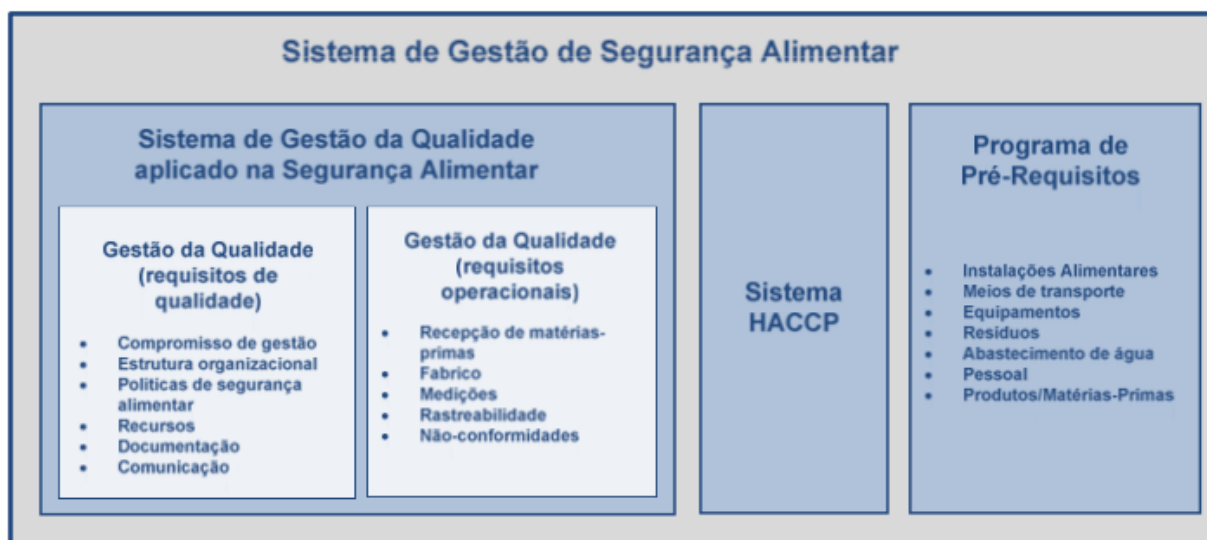 Sistema de Gestão de Segurança Alimentar
Sistema de Gestão da Qualidade
aplicado na Segurança Alimentar
Gestão da Qualidade
(requisitos de
qualidade)
• Compromisso de gestão
• Estrutura organizacional
• Políticas de segurança
alimentar
• Recursos
• Documentação
• Comunicação
Gestão da Qualidade
(requisitos
operacionais)
• Recepção de matérias-
primas
• Fabrico
• Medições
• Rastreabilidade
• Não-conformidades
Sistema
HACCP
Programa de
Pré-Requisitos
• Instalações Alimentares
• Meios de transporte
• Equipamentos
• Resíduos
• Abastecimento de água
• Pessoal
• Produtos/Matérias-Primas